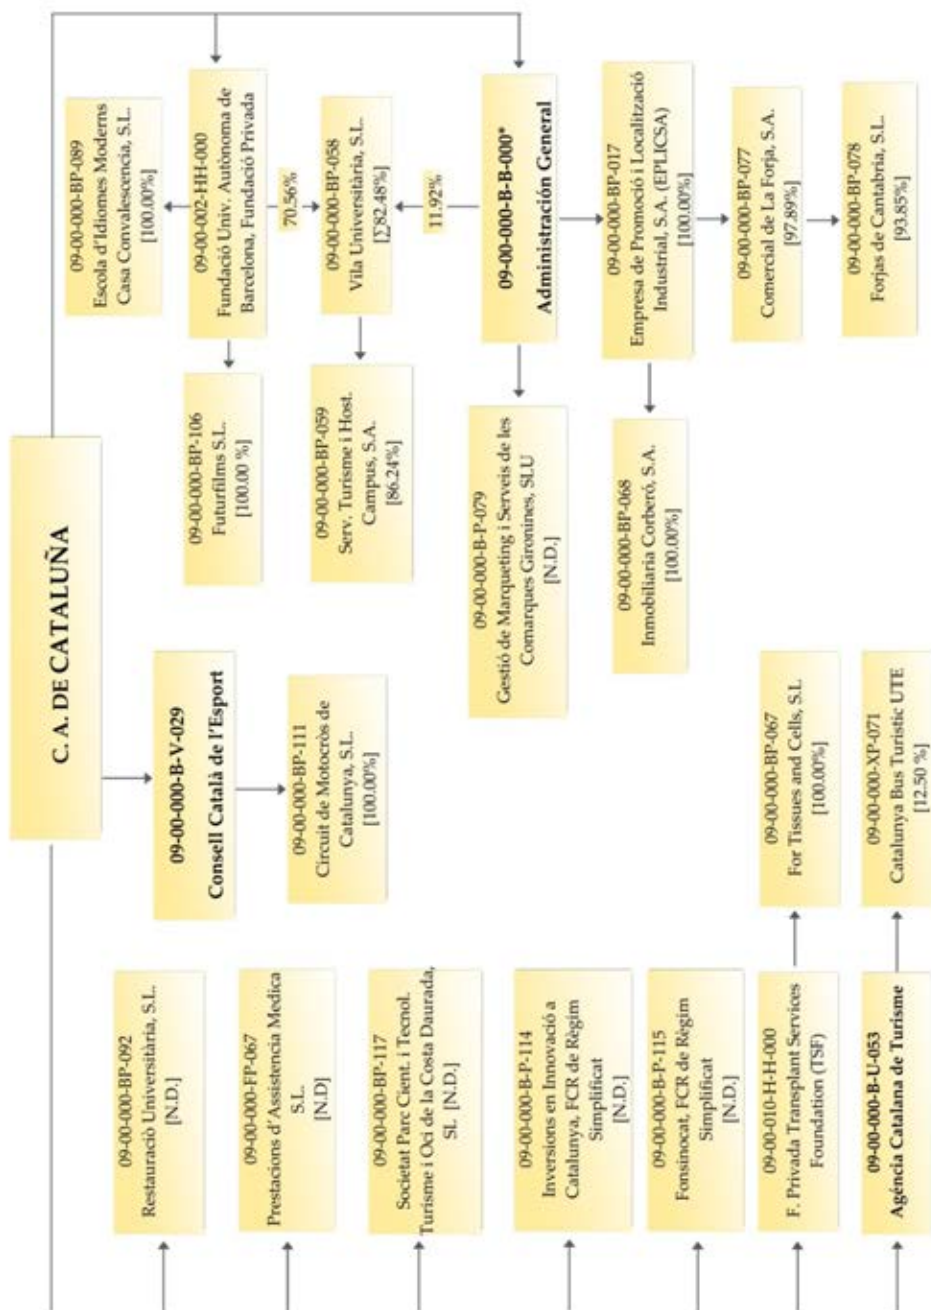 C. A. DE CATALUÑA
09-00-000-BP-092
Restauració Universitària, S.L.
[N.D.]
09-00-000-FP-067
Prestacions d'Assistencia Medica
S.L.
[N.D]
09-00-000-BP-117
Societat Parc Cient. i Tecnol.
Turisme i Oci de la Costa Daurada,
SL [N.D.]
09-00-000-B-P-114
Inversions en Innovació a
Catalunya, FCR de Règim
Simplificat
[N.D.]
09-00-000-B-P-115
Fonsinocat, FCR de Règim
Simplificat
[N.D.]
09-00-010-H-H-000
F. Privada Transplant Services
Foundation (TSF)
09-00-000-B-U-053
Agéncia Catalana de Turisme
09-00-000-B-V-029
Consell Català de l'Esport
09-00-000-BP-111
Circuit de Motocròs de
Catalunya, S.L.
[100.00%]
09-00-000-BP-067
For Tissues and Cells, S.L.
[100.00%]
09-00-000-XP-071
Catalunya Bus Turistic UTE
[12.50 %]
09-00-000-BP-106
Futurfilms S.L.
[100.00 %]
09-00-000-BP-059
Serv. Turisme i Host.
Campus, S.A.
[86.24%]
09-00-000-B-P-079
Gestió de Marqueting i Serveis de les
Comarques Gironines, SLU
[N.D.]
09-00-000-BP-068
Inmobiliaria Corberó, S.A.
[100.00%]
09-00-000-BP-089
Escola d'Idiomes Moderns
Casa Convalescencia, S.L.
[100.00%]
09-00-002-HH-000
Fundació Univ. Autònoma de
Barcelona, Fundació Privada
70.56%
09-00-000-BP-058
Vila Universitària, S.L.
[∑82.48%]
11.92%
09-00-000-B-B-000*
Administración General
09-00-000-BP-017
Empresa de Promoció i Localització
Industrial, S.A. (EPLICSA)
[100.00%]
09-00-000-BP-077
Comercial de La Forja, S.A.
[97.89%]
09-00-000-BP-078
Forjas de Cantabria, S.L.
[93.85%]